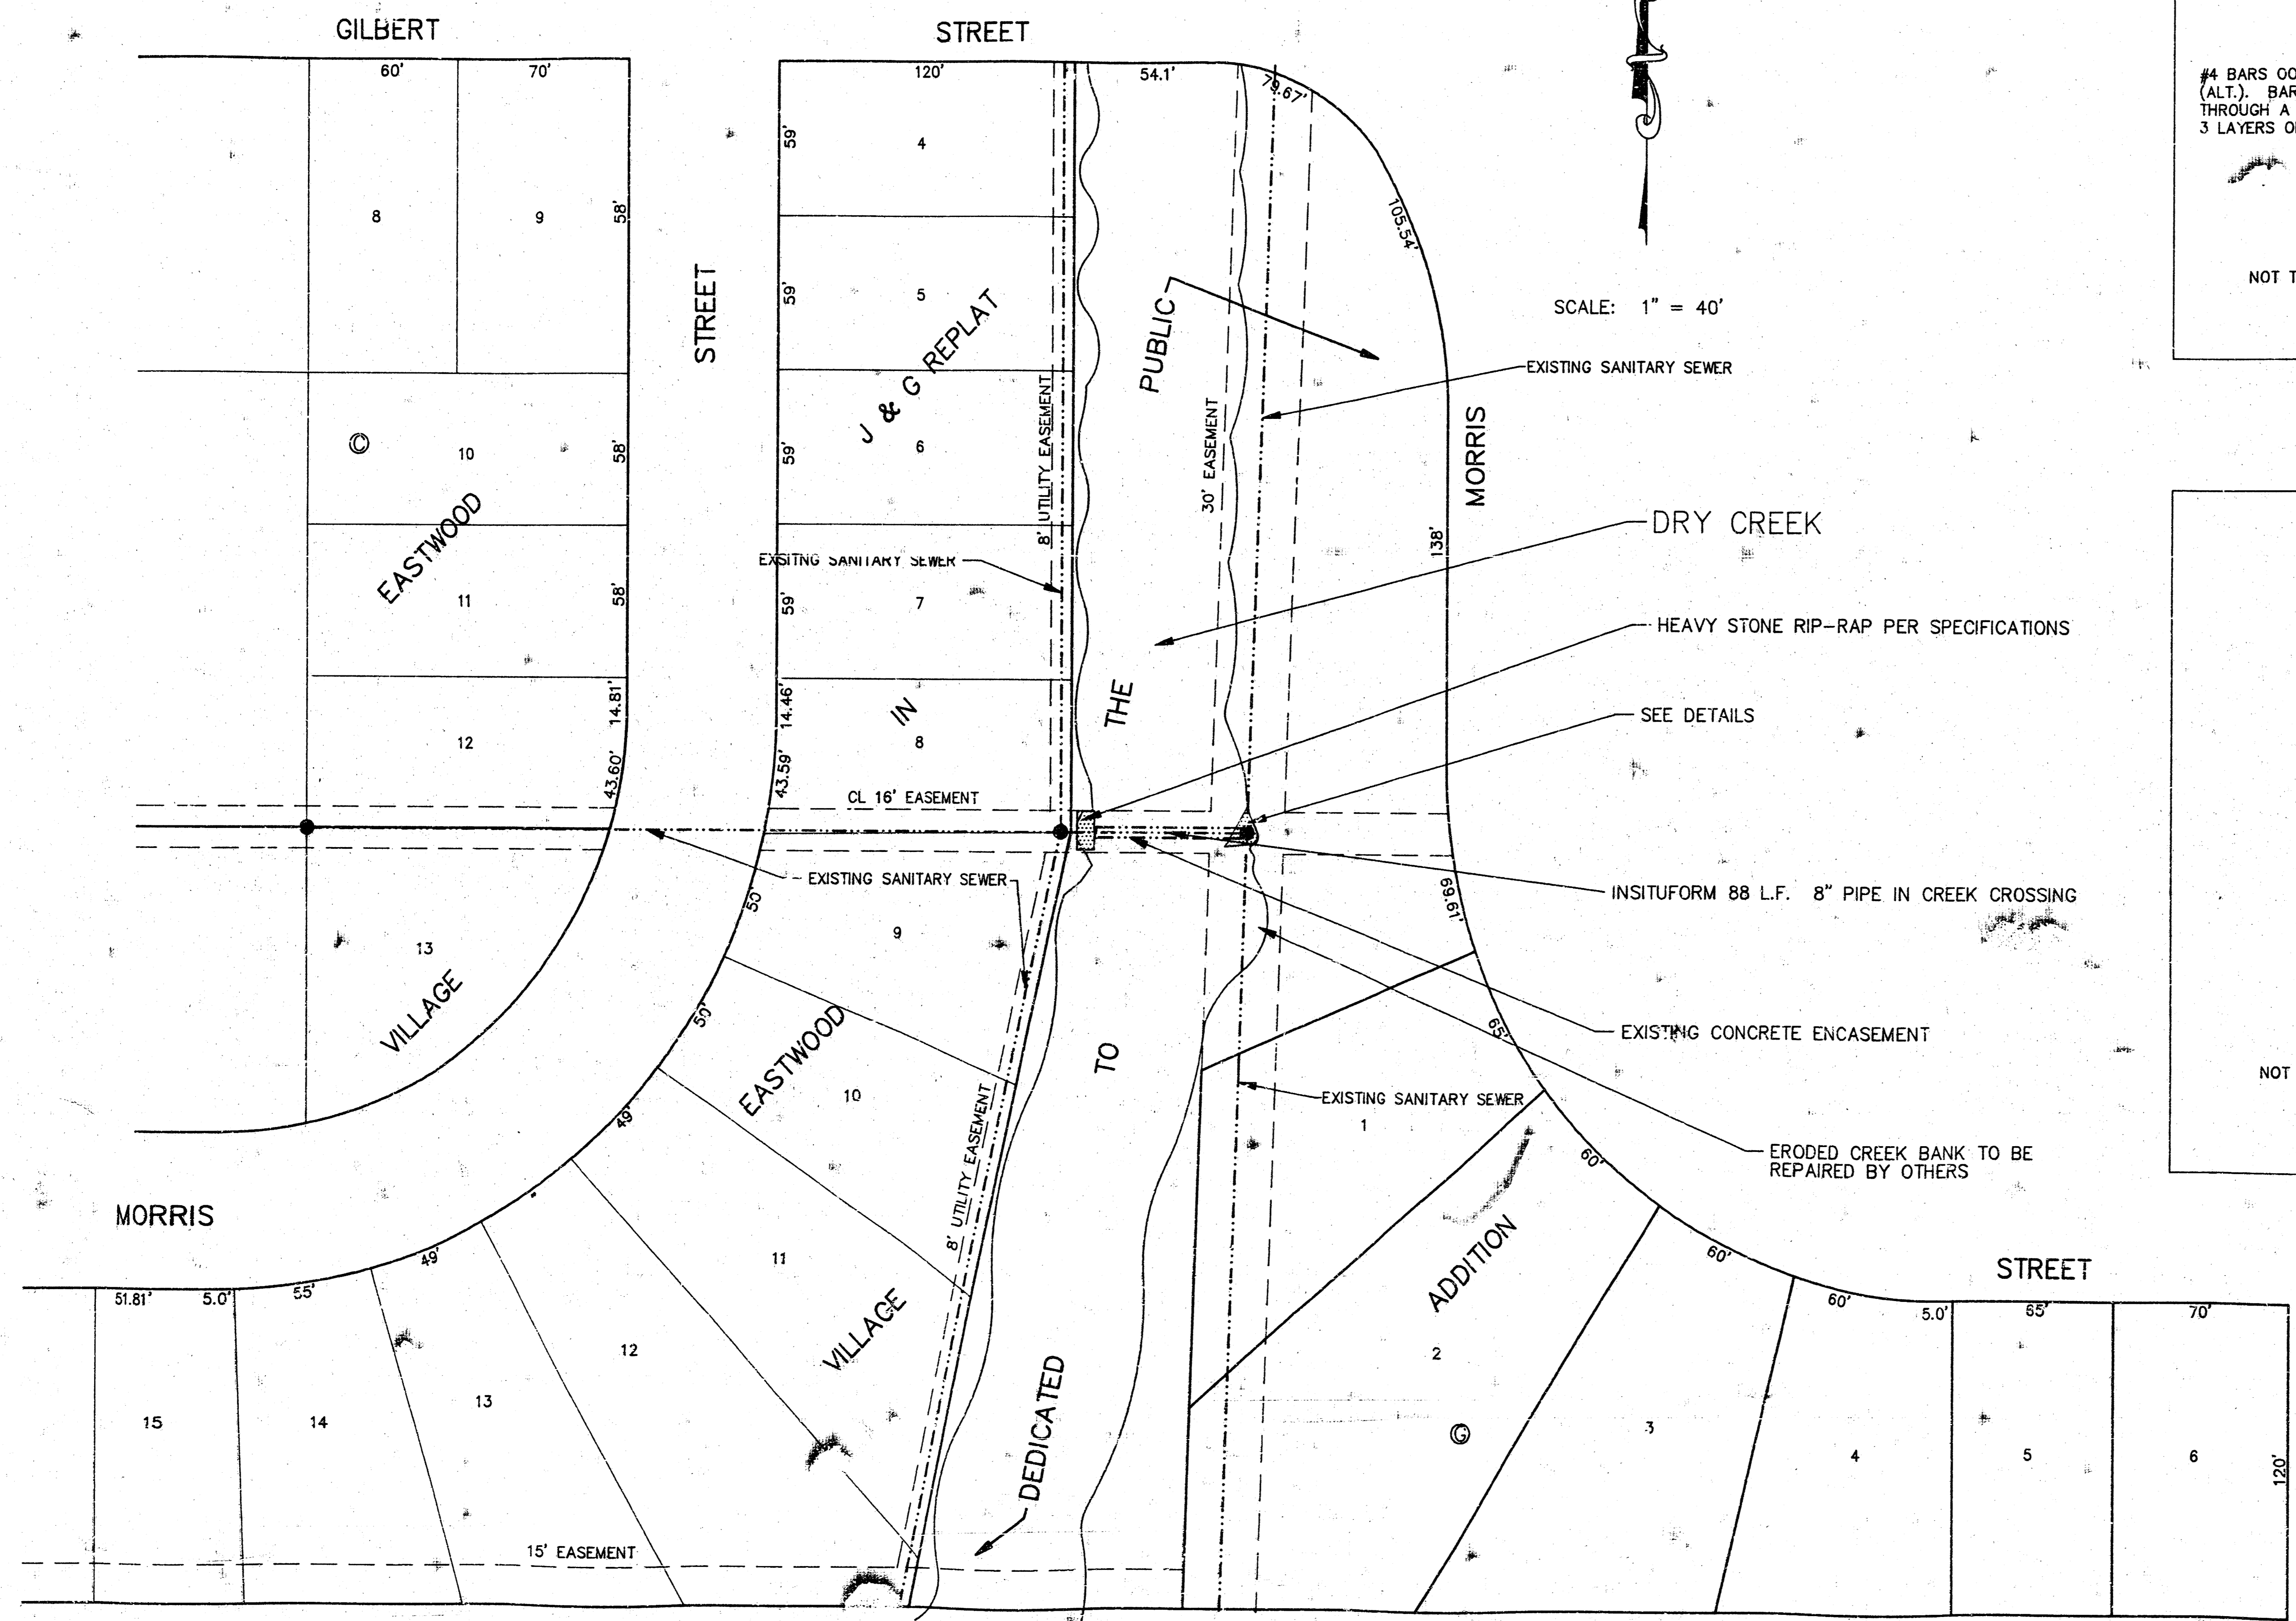 GILBERT
STREET
60'
70'
120'
54.1'
79.67'
#4 BARS
(ALT.). BAR
THROUGH A
3 LAYERS
59'
4
8
9
58'
105.54'
STREET
59'
5
J & G REPLAT
PUBLIC
NOT
SCALE: 1" = 40'
EXISTING SANITARY SEWER
8' UTILITY EASEMENT
30' EASEMENT
MORRIS
©
10
58'
59'
6
EASTWOOD
DRY CREEK
138'
EXSITNG SANITARY SEWER
11
58'
59'
7
HEAVY STONE RIP-RAP PER SPECIFICATIONS
THE
14.81'
14.46'
IN
SEE DETAILS
12
8
43.60'
43.59'
CL 16' EASEMENT
EXISTING SANITARY SEWER
50'
69.61'
INSITUFORM 88 L.F. 8" PIPE IN CREEK CROSSING
13
9
VILLAGE
50'
EASTWOOD
65'
EXISTING CONCRETE ENCASEMENT
TO
NOT
49'
10
EXISTING SANITARY SEWER
1
8' UTILITY EASEMENT
ERODED CREEK BANK TO BE
REPAIRED BY OTHERS
60'
MORRIS
11
49'
ADDITION
60'
STREET
51.81'
5.0'
55'
VILLAGE
60'
5.0'
65'
70'
12
2
13
15
14
DEDICATED
G
3
4
5
6
120'
15' EASEMENT